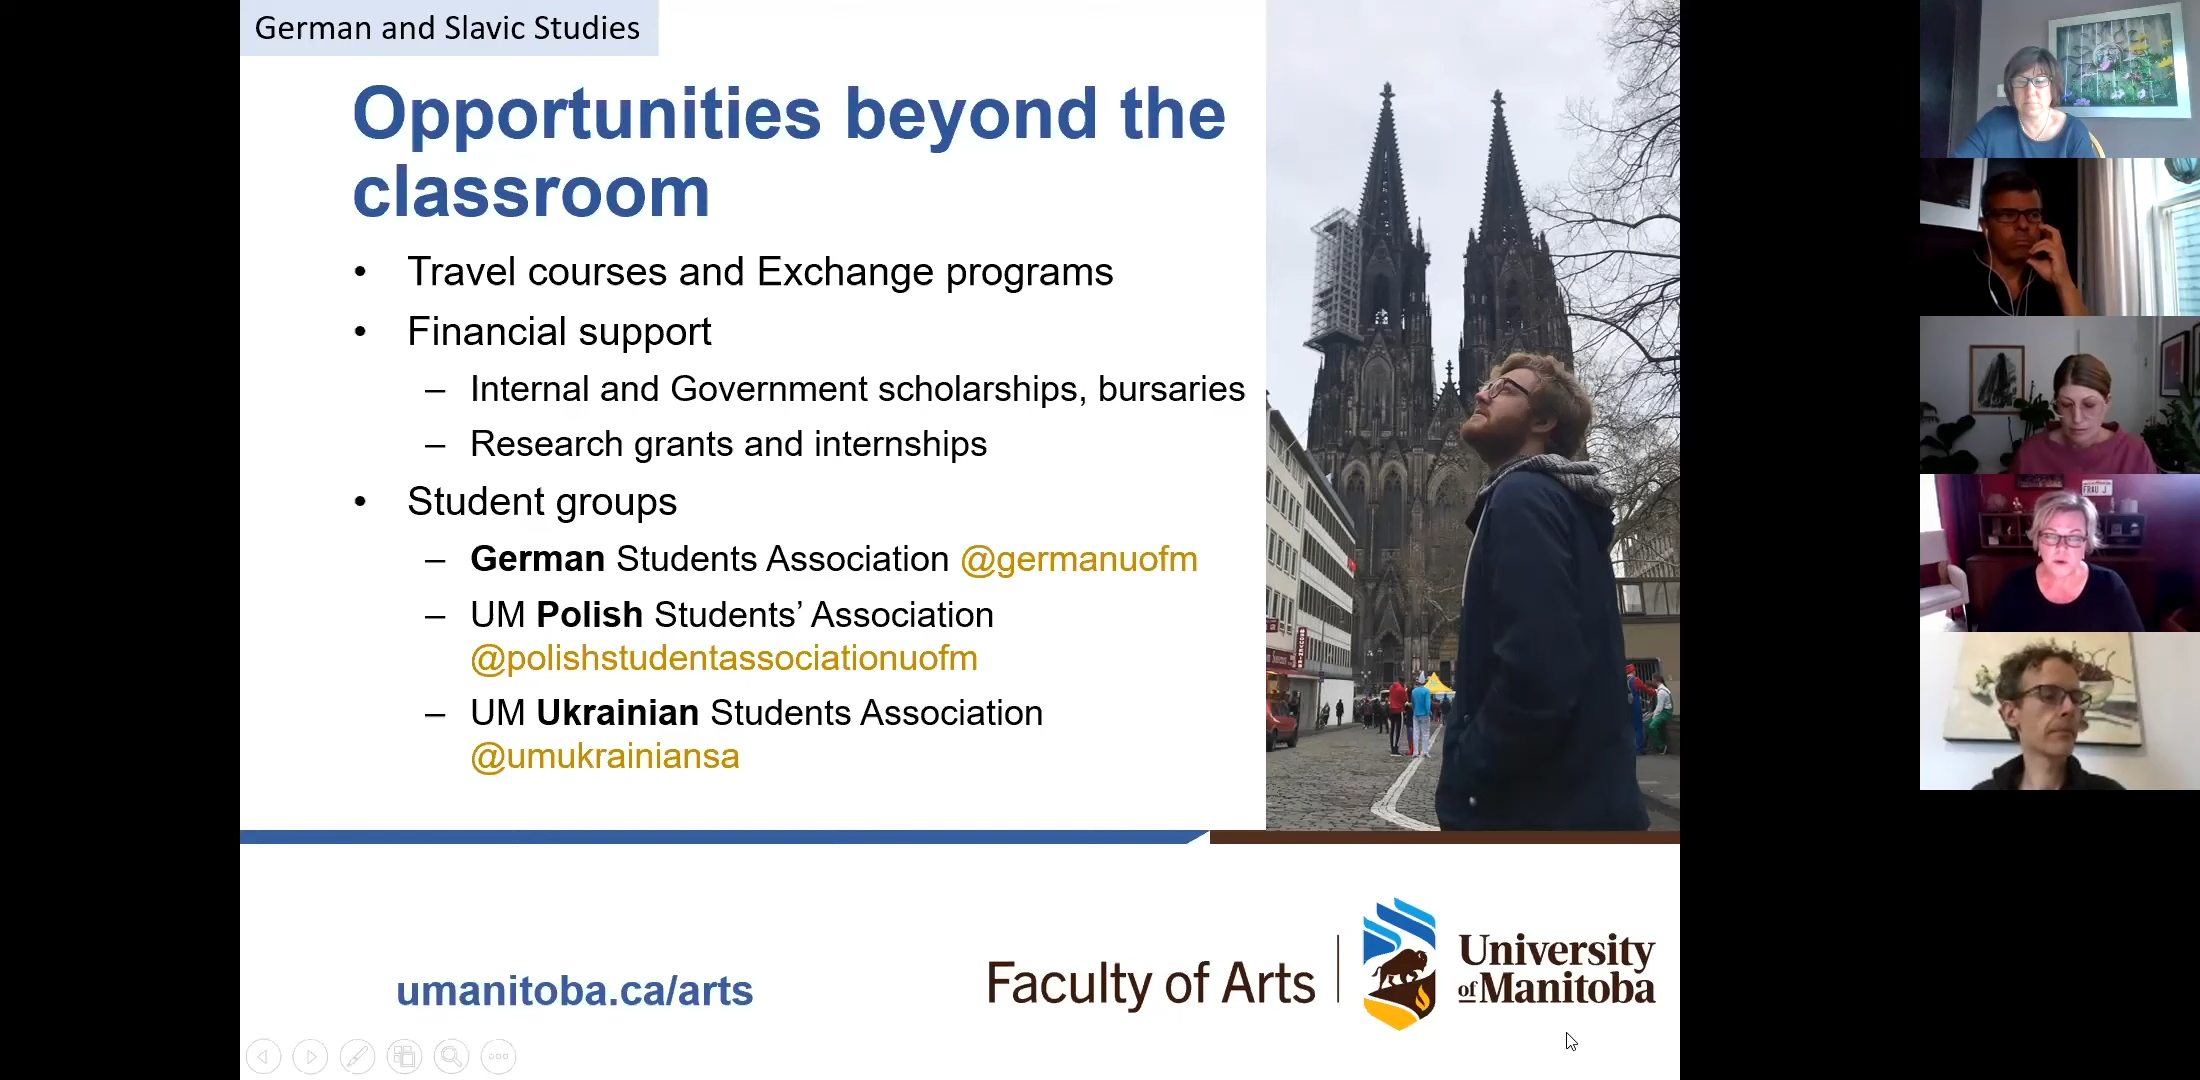 German and Slavic Studies
Opportunities beyond the
classroom
• Travel courses and Exchange programs
• Financial support
– Internal and Government scholarships, bursaries
– Research grants and internships
• Student groups
– German Students Association @germanuofm
– UM Polish Students’ Association
@polishstudentassociationuofm
– UM Ukrainian Students Association
@umukrainiansa
umanitoba.ca/arts
Faculty of Arts
University
of Manitoba
FRAU J